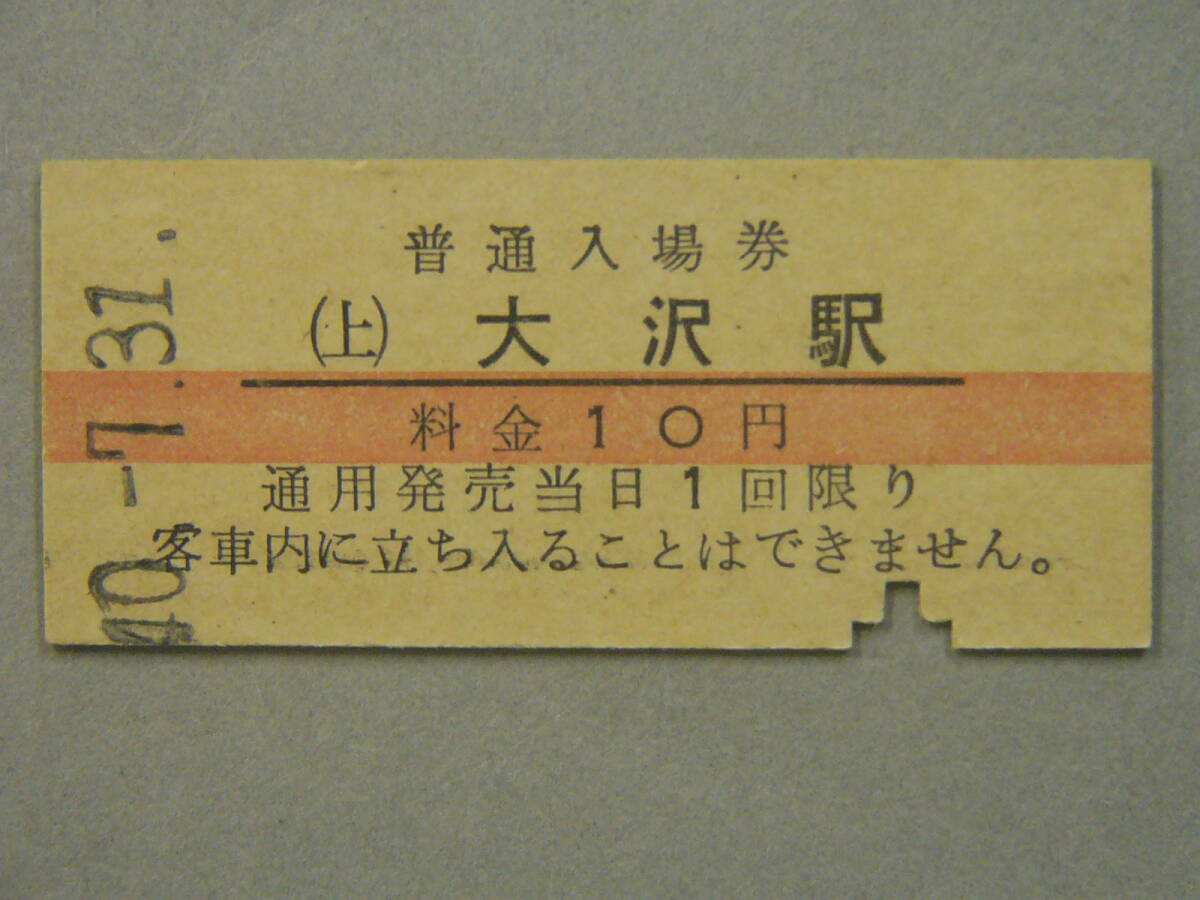 普通入場券
(上) 大沢駅
料金10円
通用発売当日1回限り
客車内に立ち入ることはできません。
40.-7.31.